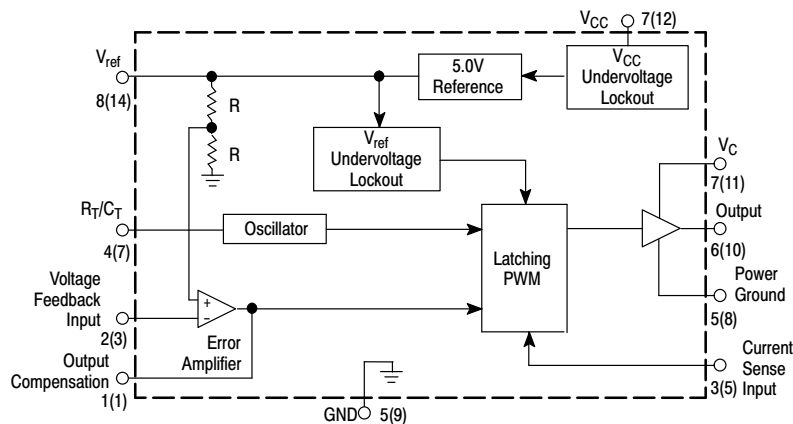 VCC 7(12)
Vref
8(14)
5.0V
Reference
VCC
Undervoltage
Lockout
R
R
Vref
Undervoltage
Lockout
VC
7(11)
RT/CT
4(7)
Oscillator
Latching
PWM
Output
6(10)
Voltage
Feedback
Input
2(3)
+
–
Error
Amplifier
Power
Ground
5(8)
Output
Compensation
1(1)
Current
Sense
Input
3(5)
GND 5(9)